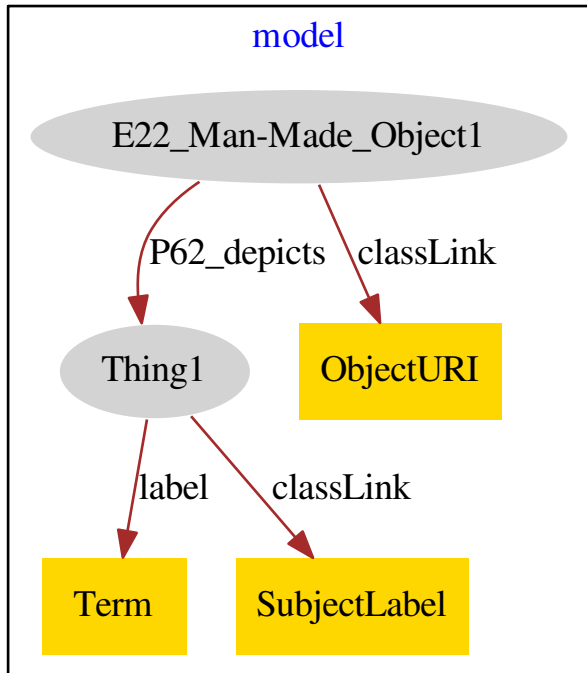 model
E22_Man-Made_Object1
P62_depicts
classLink
Thing1
ObjectURI
label
classLink
Term
SubjectLabel